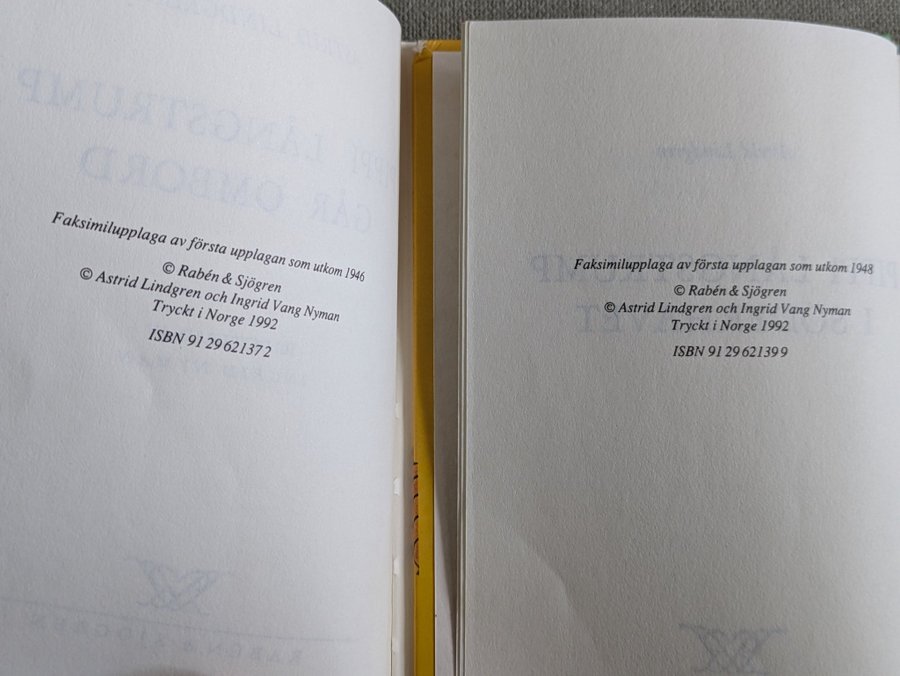 Faksimilupplaga av första upplagan som utkom 1946
© Rabén & Sjögren
© Astrid Lindgren och Ingrid Vang Nyman
Tryckt i Norge 1992
ISBN 91 29 62137 2
Faksimilupplaga av första upplagan som utkom 1948
© Rabén & Sjögren
© Astrid Lindgren och Ingrid Vang Nyman
Tryckt i Norge 1992
ISBN 91 29 62139 9